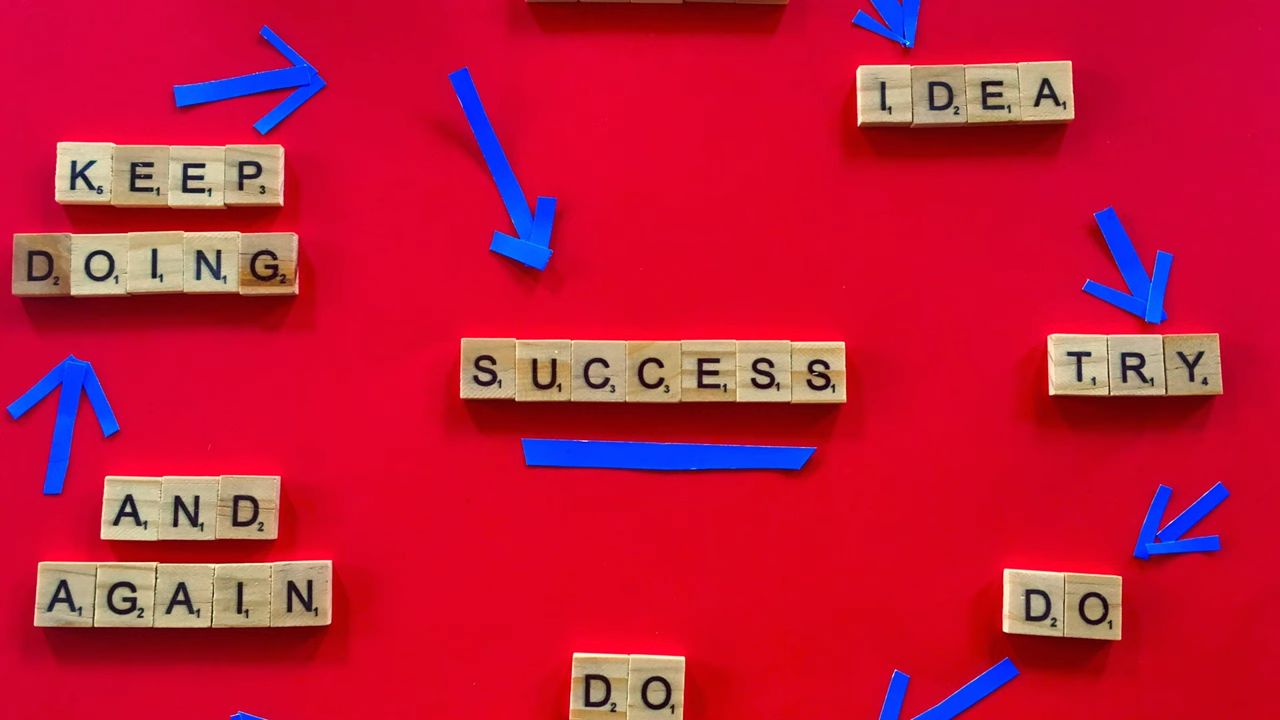 IDEA
KEEP
DOING
SUCCESS
TRY
AND
AGAIN
DO
DO